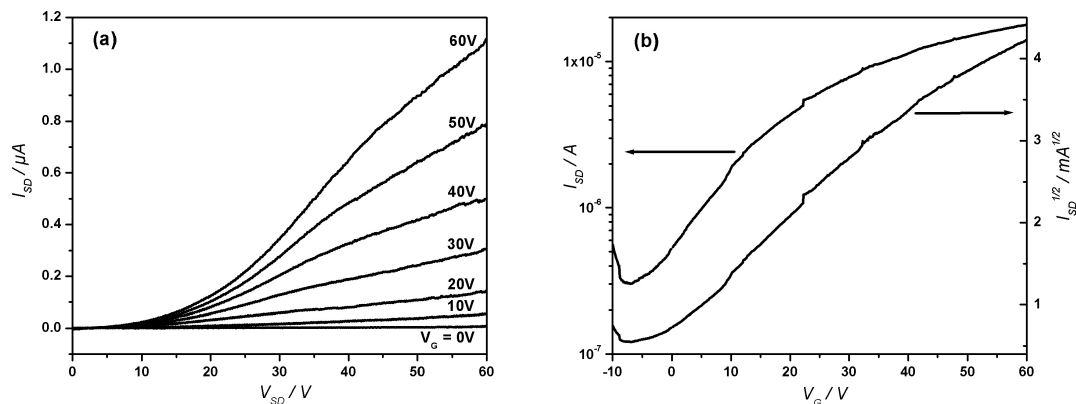 (a)
1.2
1.0
0.8
0.6
0.4
0.2
0.0
I_SD / µA
60V
50V
40V
30V
20V
10V
V_G = 0V
0 10 20 30 40 50 60
V_SD / V
(b)
1x10^-5
10^-6
10^-7
I_SD / A
4
3
2
1
I_SD^1/2 / mA^1/2
-10 0 10 20 30 40 50 60
V_G / V